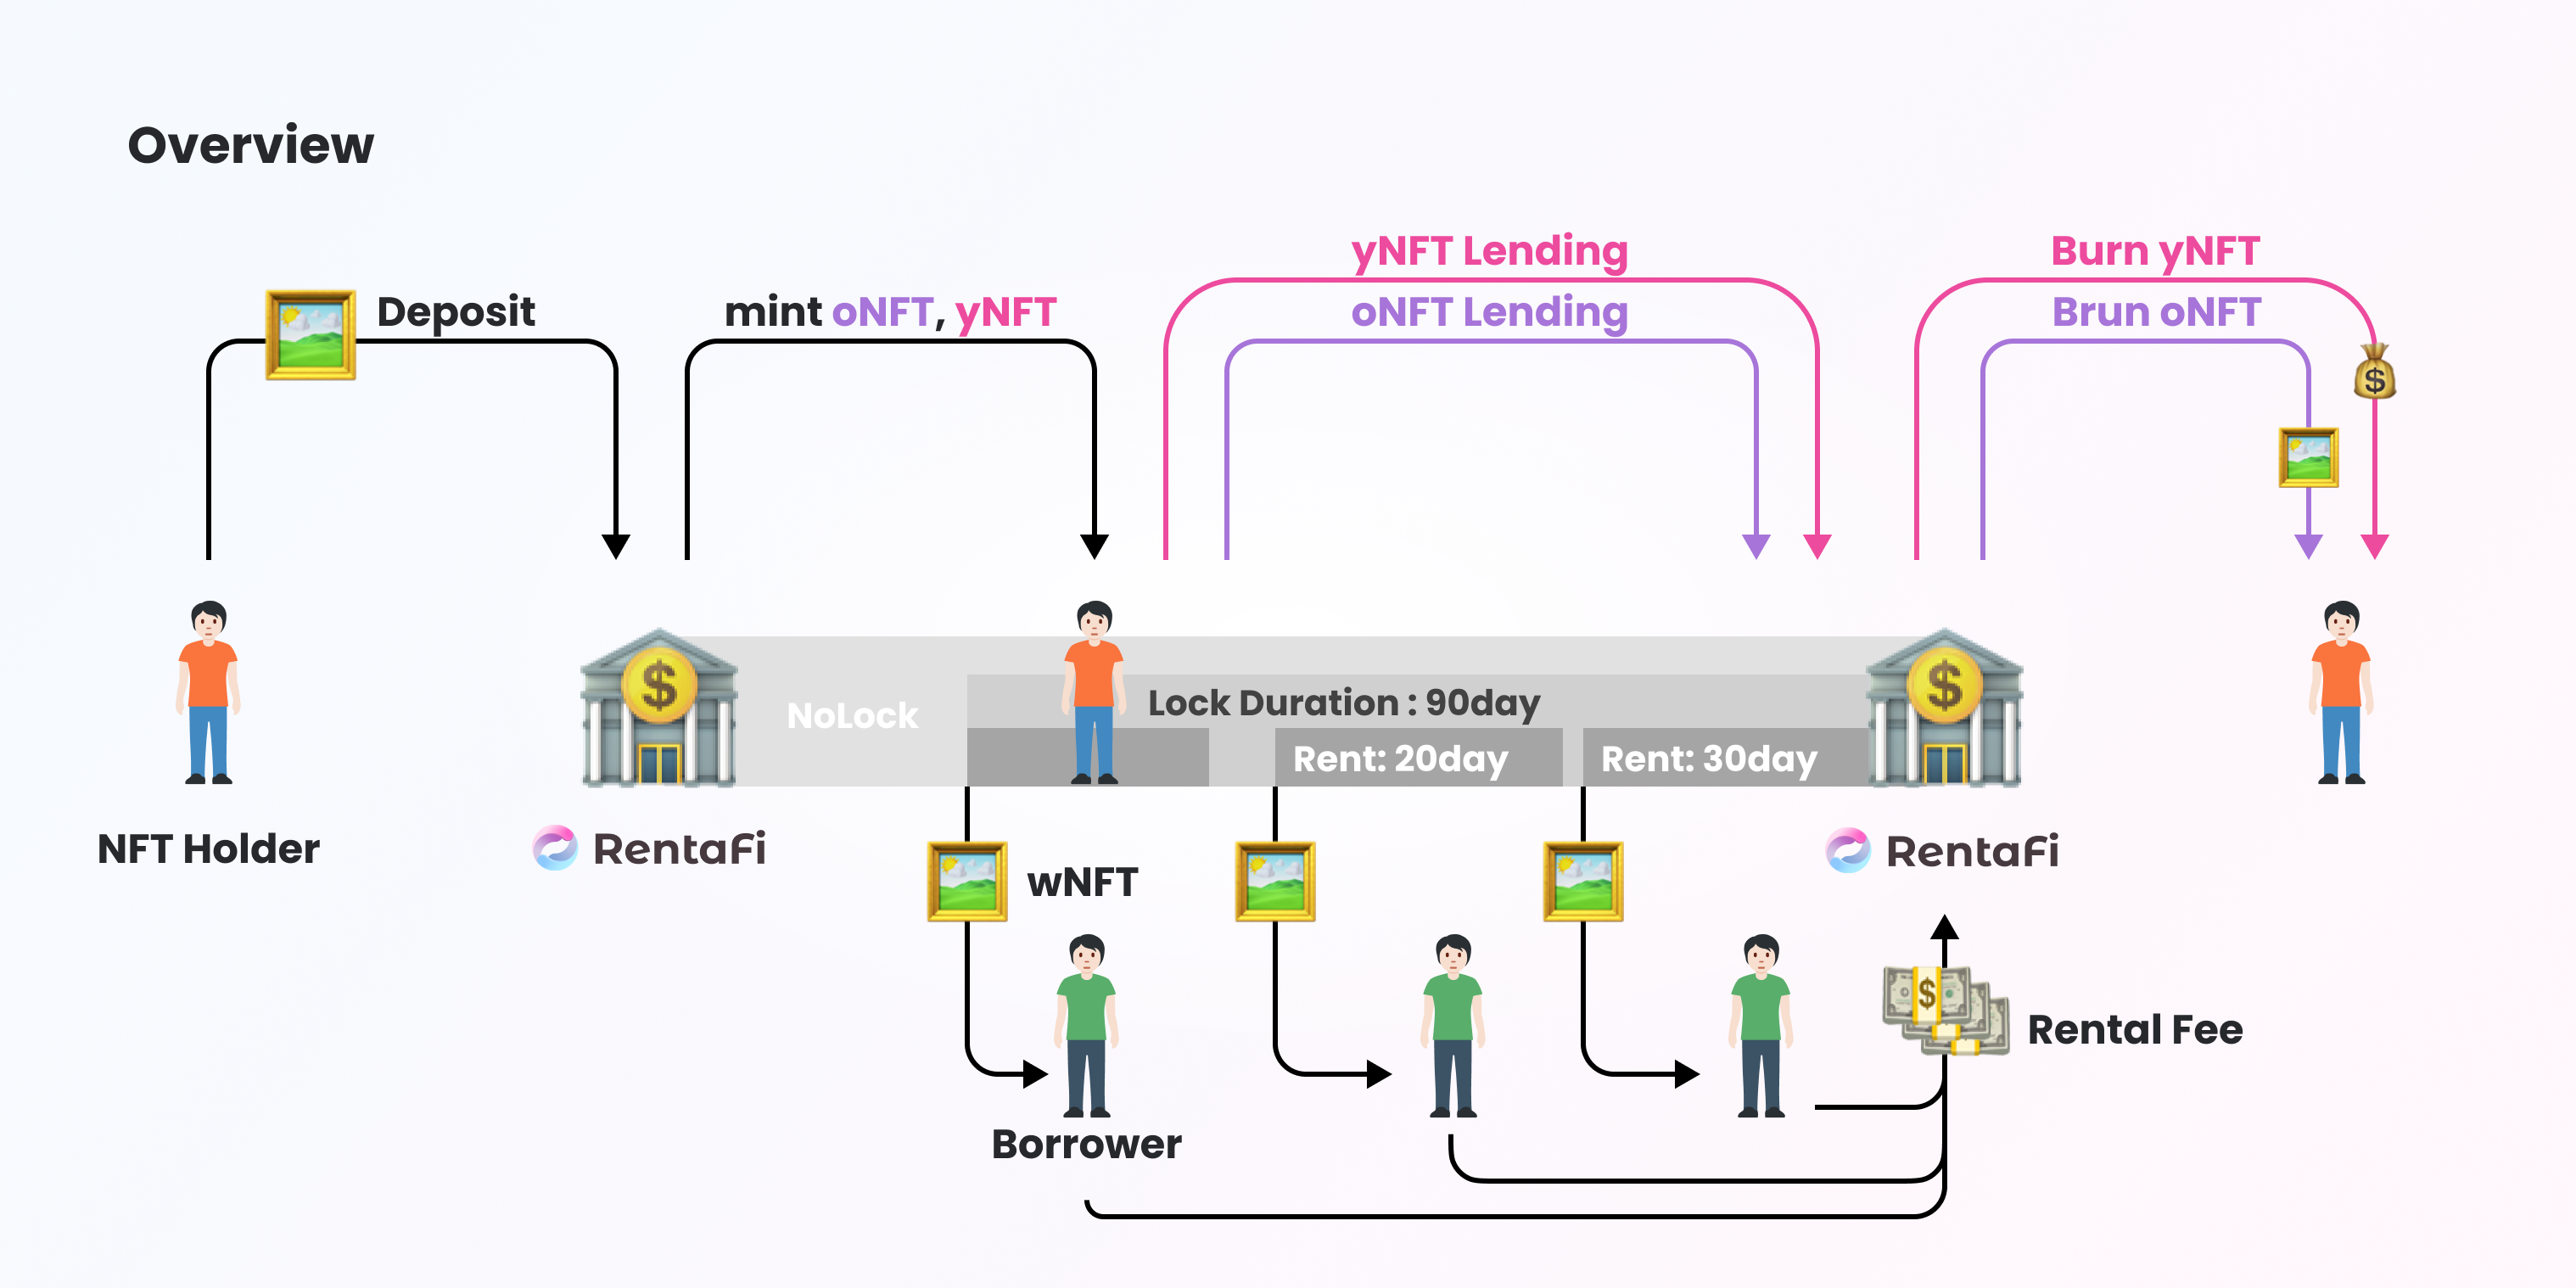 Overview
yNFT Lending
Burn yNFT
Deposit
mint oNFT, yNFT
oNFT Lending
Brun oNFT
NoLock
Lock Duration : 90day
Rent: 20day
Rent: 30day
NFT Holder
RentaFi
RentaFi
wNFT
Rental Fee
Borrower